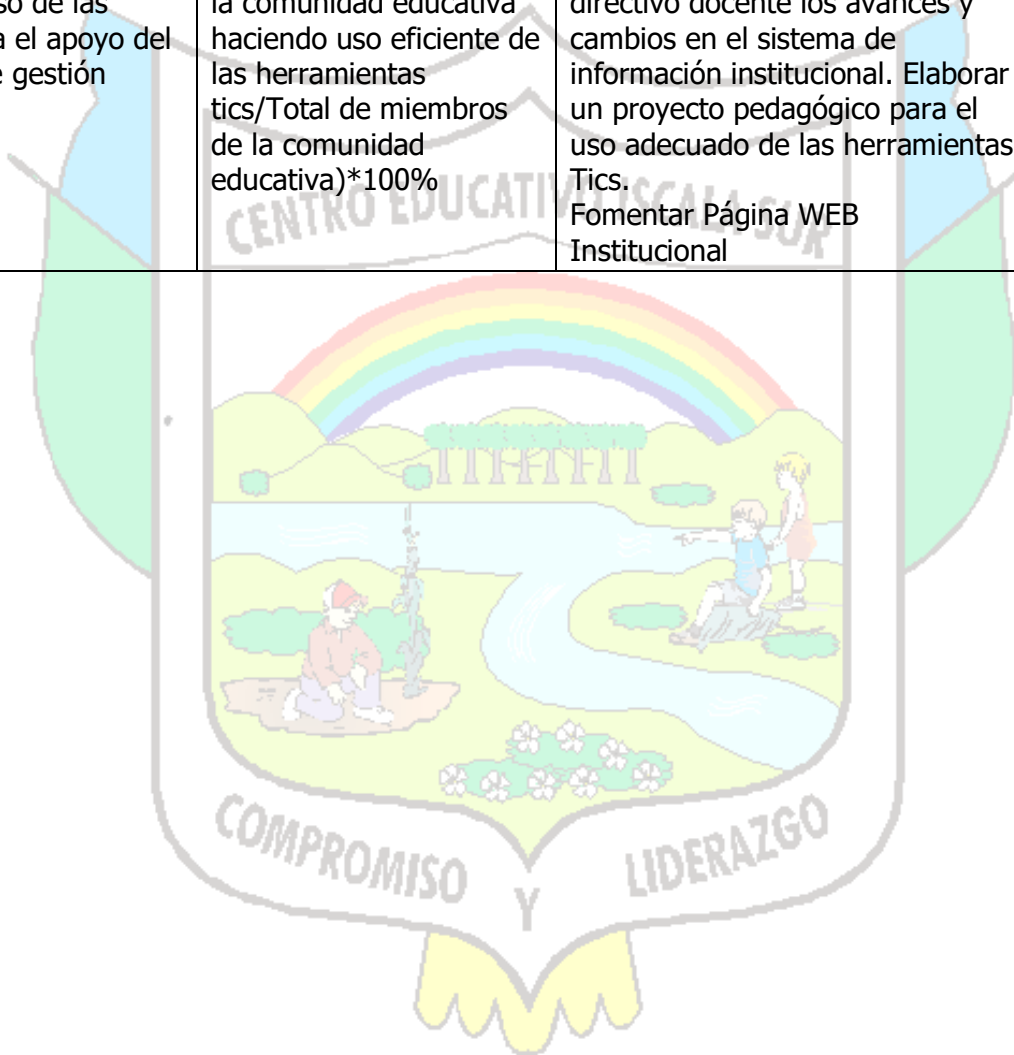 so de las
a el apoyo del
e gestión
la comunidad educativa
haciendo uso eficiente de
las herramientas
tics/Total de miembros
de la comunidad
educativa)*100%
directivo docente los avances y
cambios en el sistema de
información institucional. Elaborar
un proyecto pedagógico para el
uso adecuado de las herramientas
Tics.
Fomentar Página WEB
Institucional
CENTRO EDUCATIVO ISCALA SUR
COMPROMISO
Y
LIDERAZGO